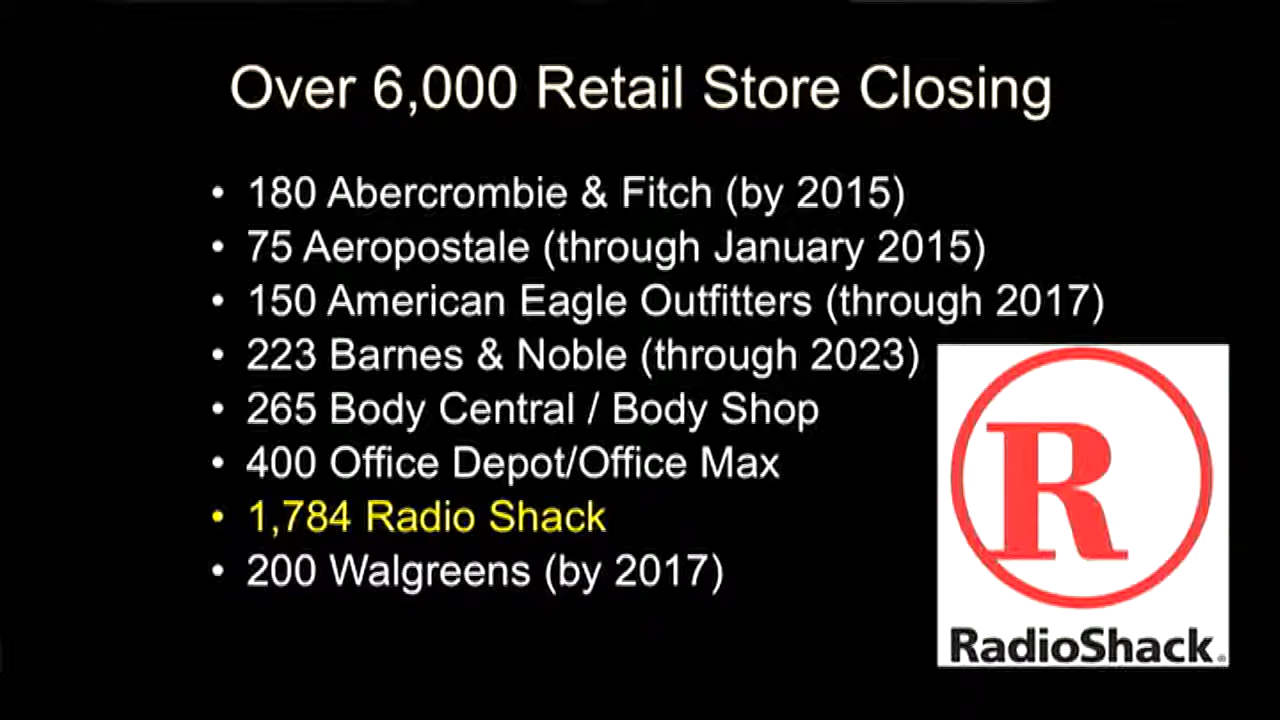 Over 6,000 Retail Store Closing
• 180 Abercrombie & Fitch (by 2015)
• 75 Aeropostale (through January 2015)
• 150 American Eagle Outfitters (through 2017)
• 223 Barnes & Noble (through 2023)
• 265 Body Central / Body Shop
• 400 Office Depot/Office Max
• 1,784 Radio Shack
• 200 Walgreens (by 2017)
R
RadioShack®